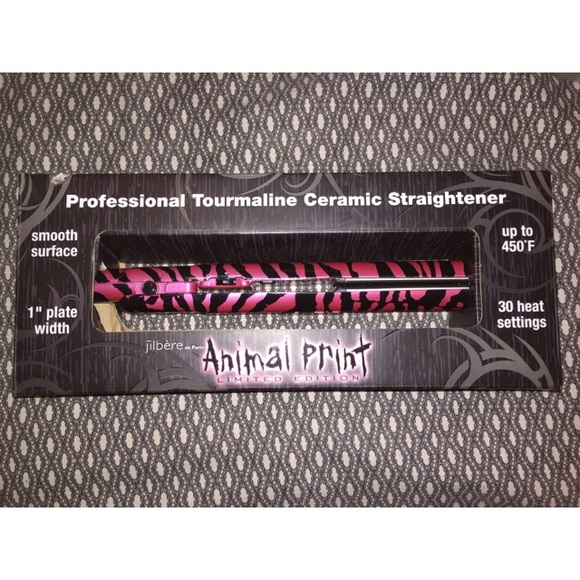 Professional Tourmaline Ceramic Straightener
smooth
surface
up to
450°F
1" plate
width
30 heat
settings
jilbère de Paris
Animal Print
LIMITED EDITION